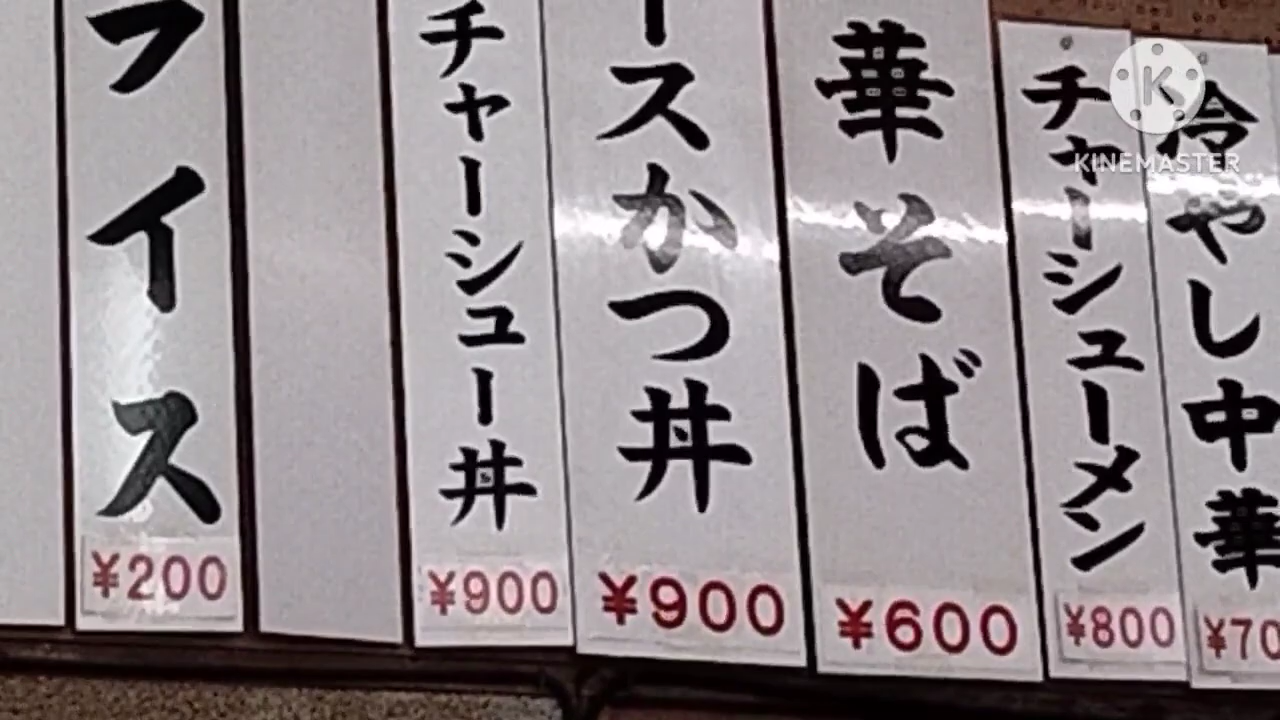 ライス
¥200
チャーシュー丼
¥900
ースかつ丼
¥900
華そば
¥600
チャーシューメン
¥800
冷やし中華
¥70
K
KINEMASTER